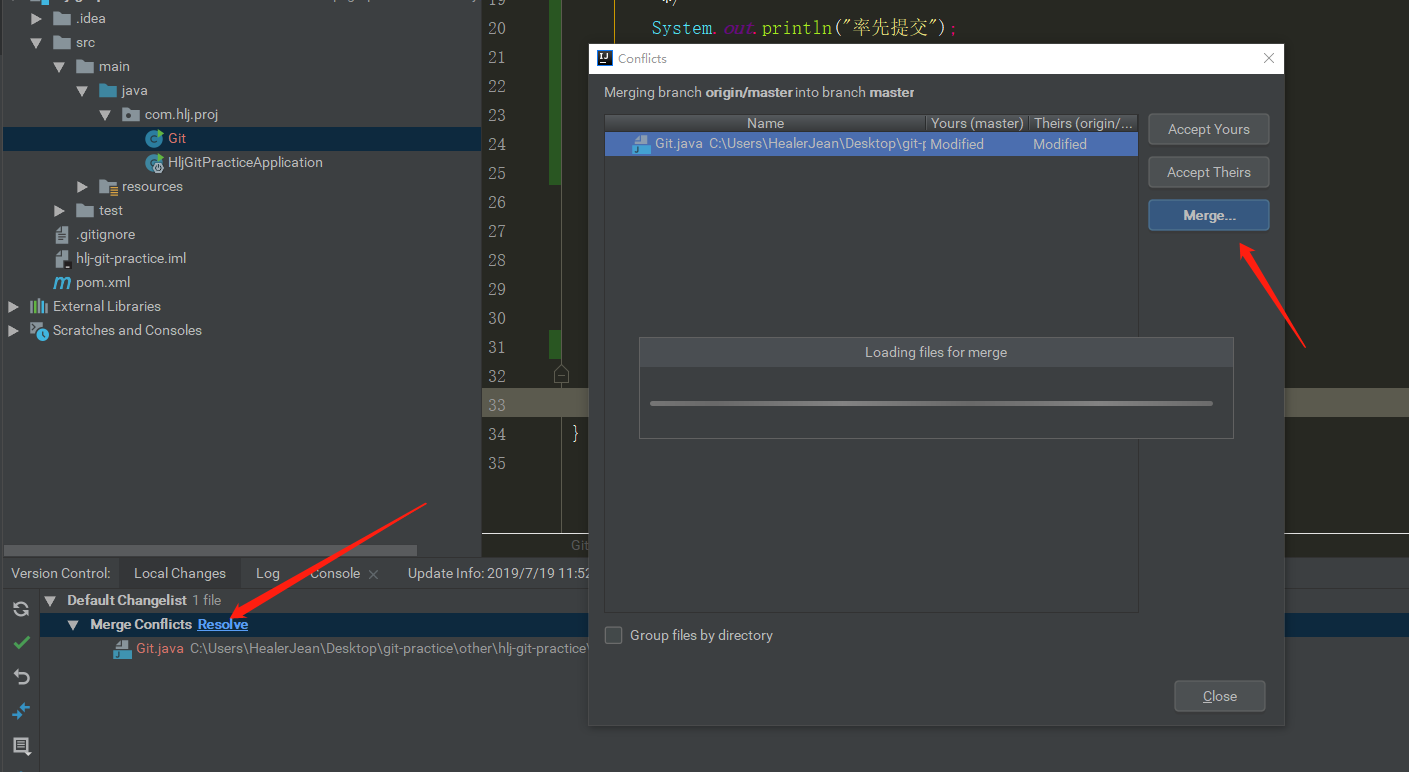 .idea
src
main
java
com.hlj.proj
Git
HljGitPracticeApplication
resources
test
.gitignore
hlj-git-practice.iml
pom.xml
External Libraries
Scratches and Consoles
19 */
20 System.out.println("率先提交");
21
22
23
24
25
26
27
28
29
30
31
32
33
34 }
35
Git
Conflicts
Merging branch origin/master into branch master
Name Yours (master) Theirs (origin/...
Git.java C:\Users\HealerJean\Desktop\git-p Modified Modified
Accept Yours
Accept Theirs
Merge...
Loading files for merge
Group files by directory
Close
Version Control: Local Changes Log Console Update Info: 2019/7/19 11:52
Default Changelist 1 file
Merge Conflicts Resolve
Git.java C:\Users\HealerJean\Desktop\git-practice\other\hlj-git-practice\